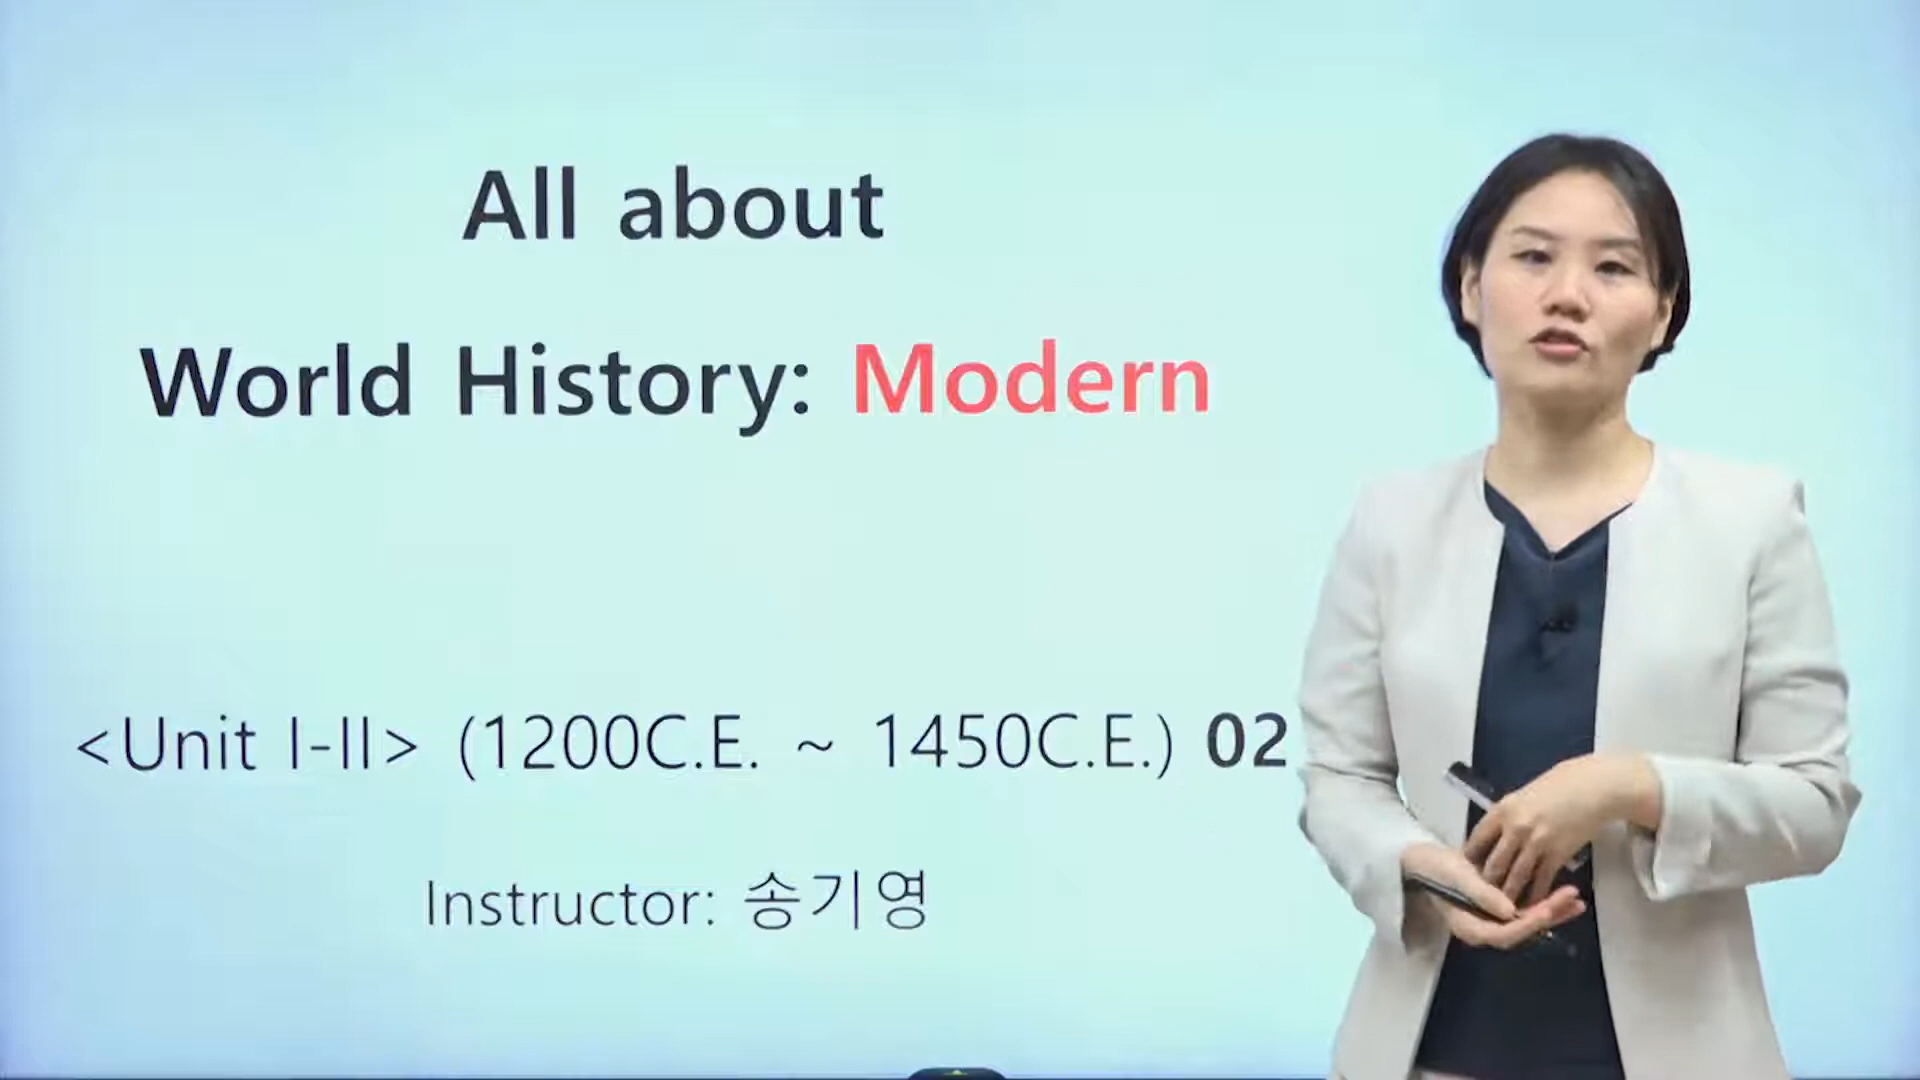 All about
World History: Modern
<Unit I-II> (1200C.E. ~ 1450C.E.) 02
Instructor: 송기영